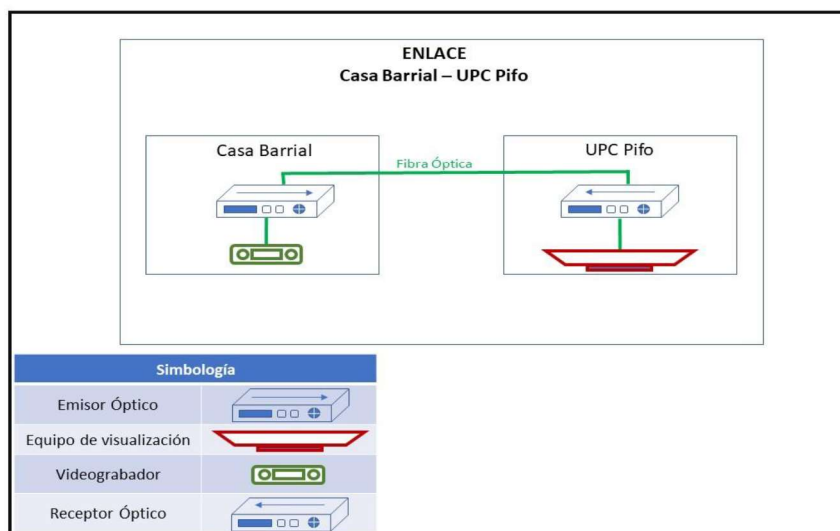 ENLACE
Casa Barrial – UPC Pifo
Casa Barrial
UPC Pifo
Fibra Óptica
Simbología
Emisor Óptico
Equipo de visualización
Videograbador
Receptor Óptico